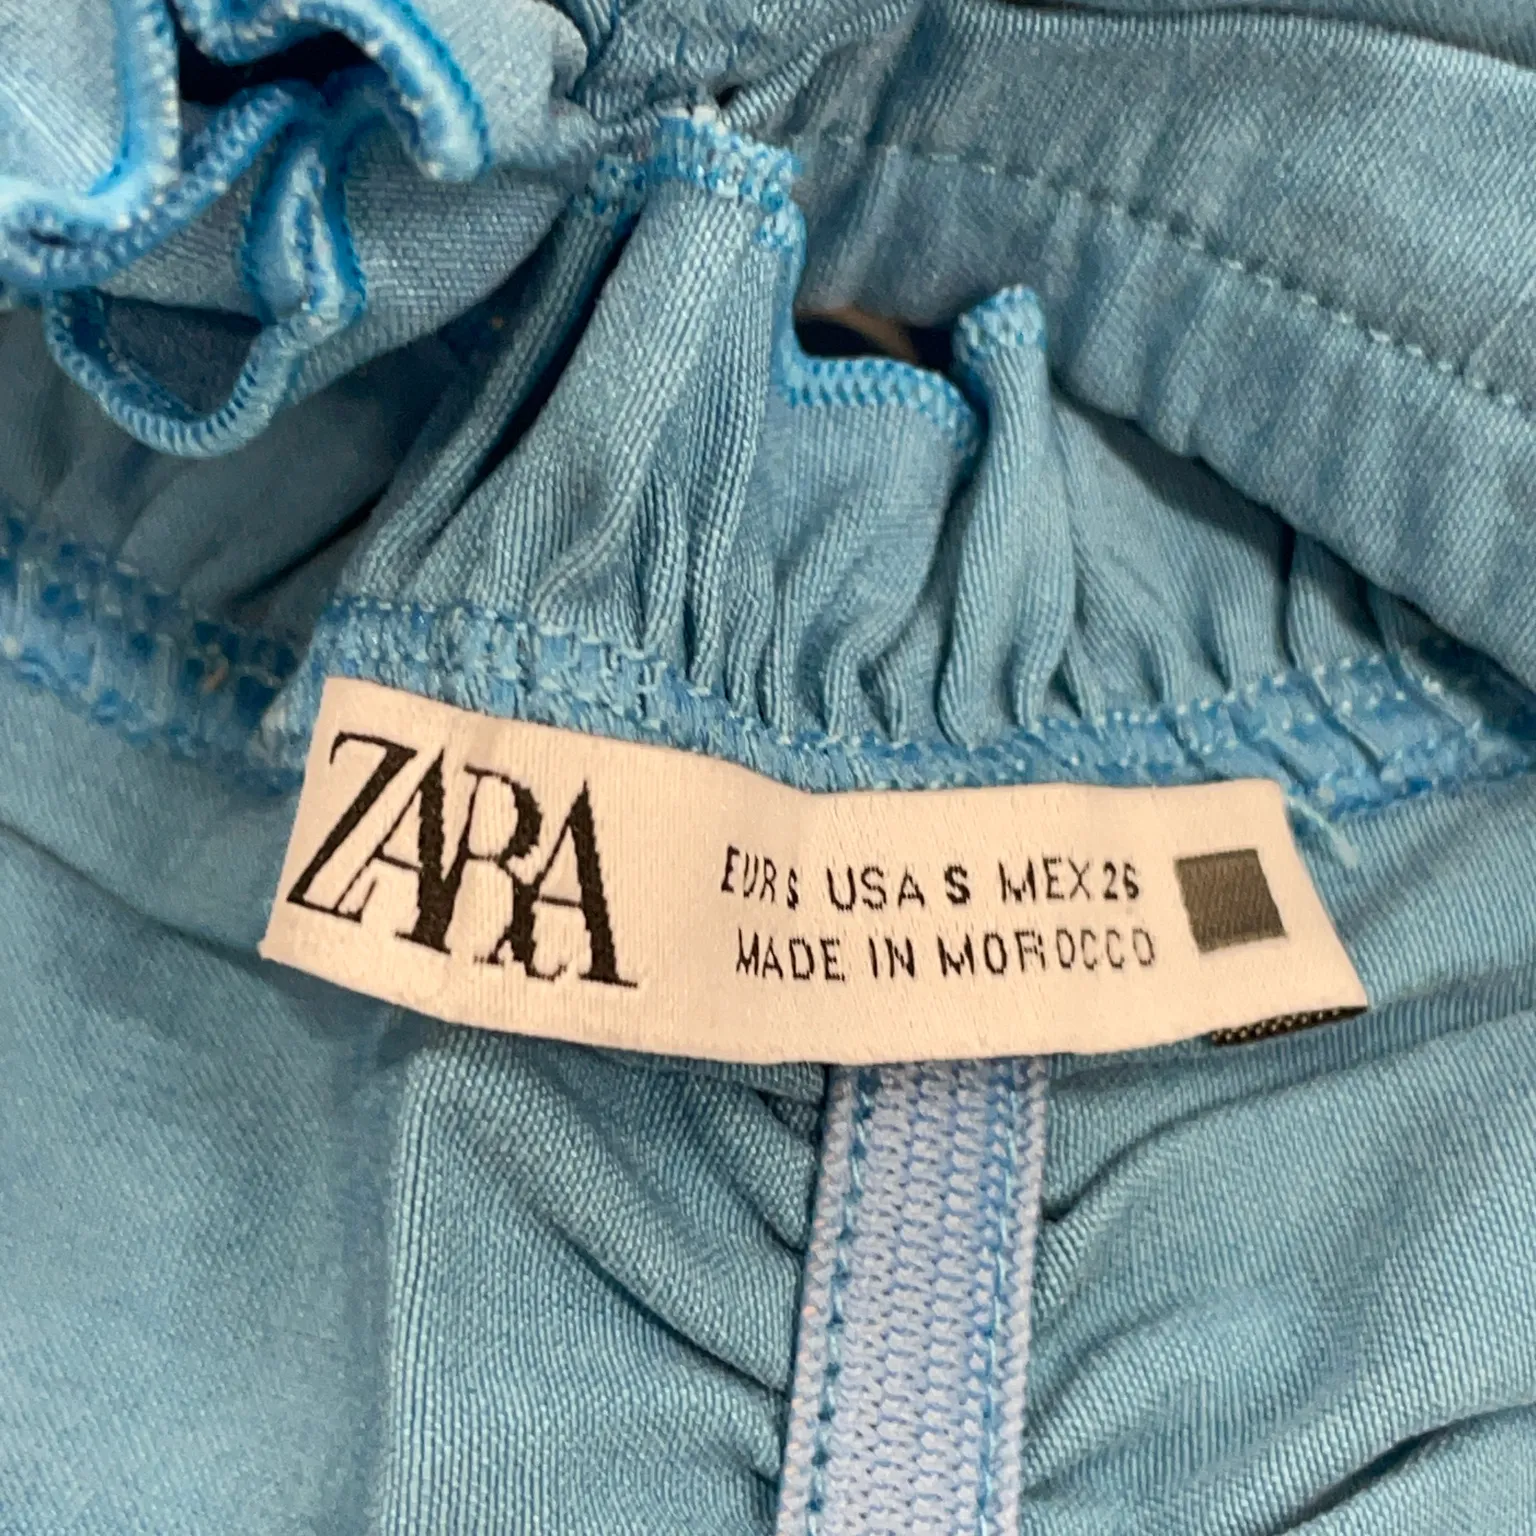 ZARA
EUR S USA S MEX 26
MADE IN MOROCCO